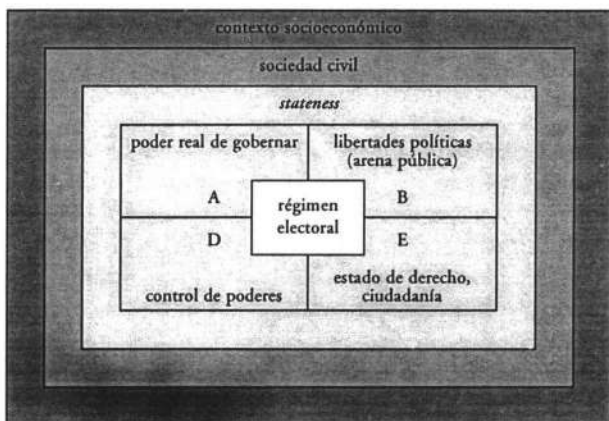 contexto socioeconómico
sociedad civil
stateness
poder real de gobernar
libertades políticas
(arena pública)
A
régimen
electoral
B
D
E
control de poderes
estado de derecho,
ciudadanía